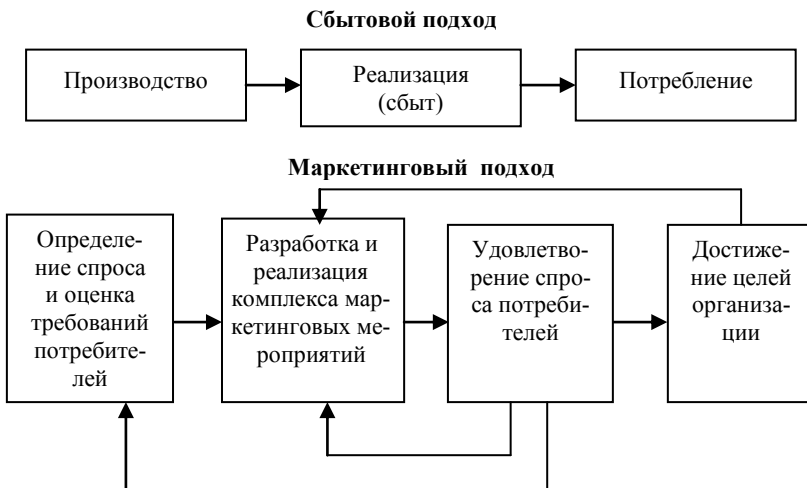 Сбытовой подход
Производство
Реализация
(сбыт)
Потребление
Маркетинговый подход
Определе-
ние спроса
и оценка
требований
потребите-
лей
Разработка и
реализация
комплекса мар-
кетинговых ме-
роприятий
Удовлетво-
рение спро-
са потреби-
телей
Достиже-
ние целей
организа-
ции